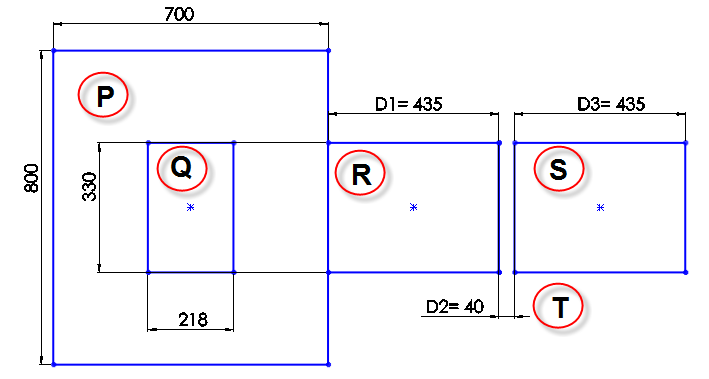 700
P
D1= 435
D3= 435
800
330
Q
R
S
218
D2= 40
T